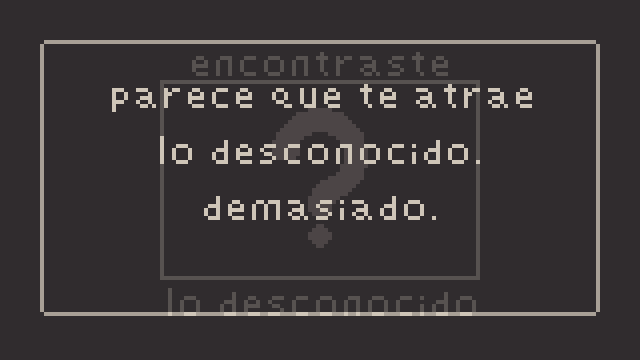 encontraste
parece que te atrae
lo desconocido.
demasiado.
?
lo desconocido